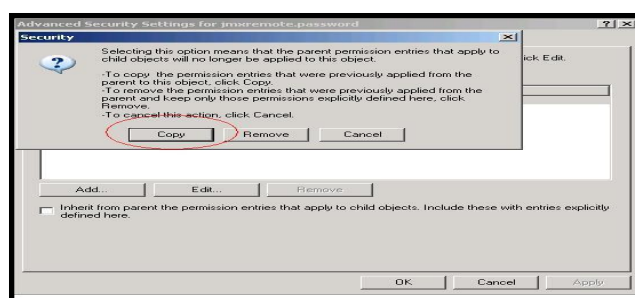 Advanced Security Settings for jmxremote.password
Security
Selecting this option means that the parent permission entries that apply to
child objects will no longer be applied to this object.
-To copy the permission entries that were previously applied from the
parent to this object, click Copy.
-To remove the permission entries that were previously applied from the
parent and keep only those permissions explicitly defined here, click
Remove.
-To cancel this action, click Cancel.
Copy Remove Cancel
ick Edit.
Add... Edit... Remove
Inherit from parent the permission entries that apply to child objects. Include these with entries explicitly
defined here.
OK Cancel Apply